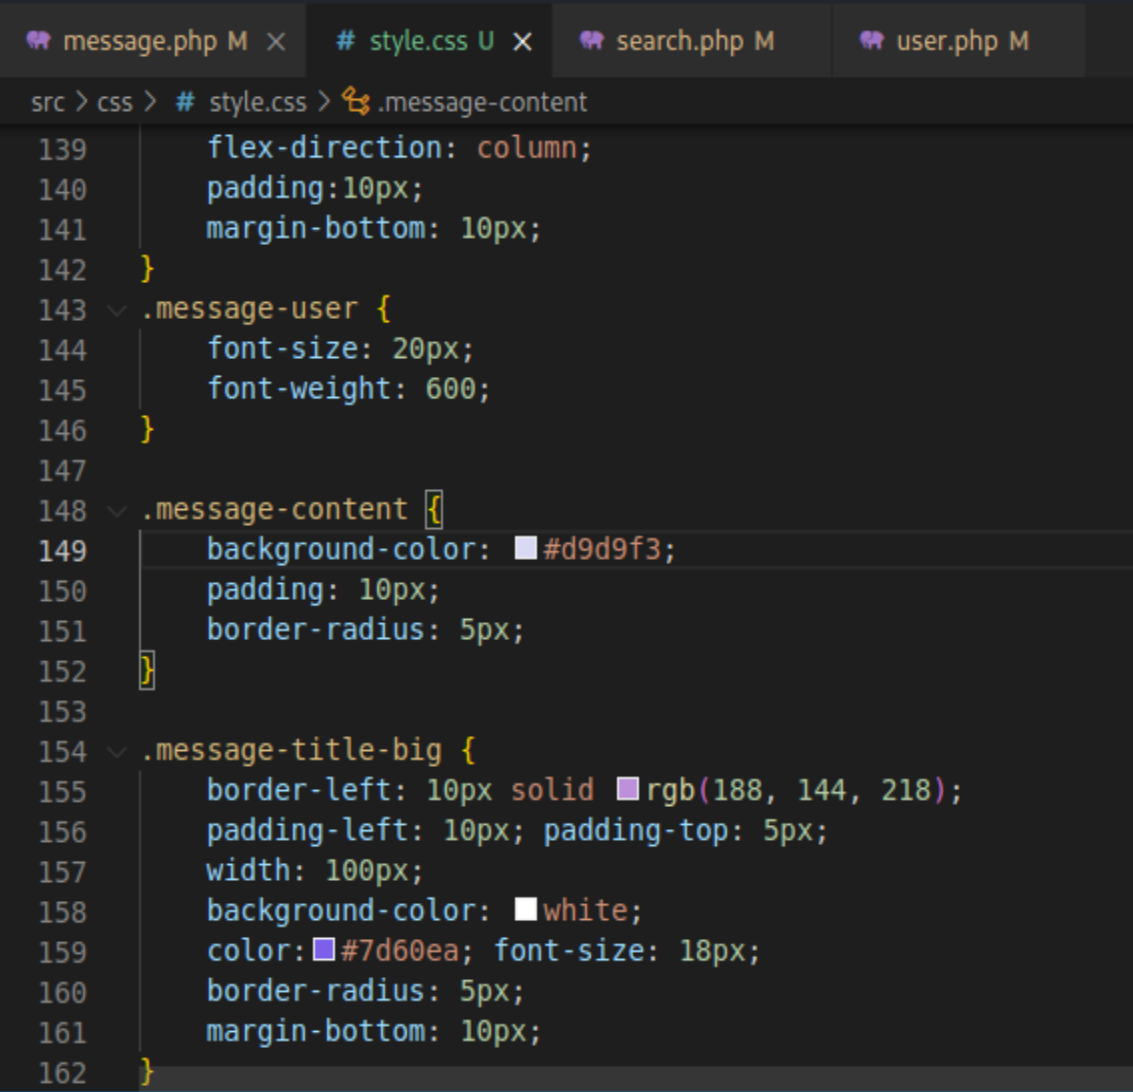 message.php M ×
# style.css U ×
search.php M
user.php M
src > css > # style.css > .message-content
139 flex-direction: column;
140 padding:10px;
141 margin-bottom: 10px;
142 }
143 .message-user {
144 font-size: 20px;
145 font-weight: 600;
146 }
147
148 .message-content {
149 background-color: #d9d9f3;
150 padding: 10px;
151 border-radius: 5px;
152 }
153
154 .message-title-big {
155 border-left: 10px solid rgb(188, 144, 218);
156 padding-left: 10px; padding-top: 5px;
157 width: 100px;
158 background-color: white;
159 color:#7d60ea; font-size: 18px;
160 border-radius: 5px;
161 margin-bottom: 10px;
162 }